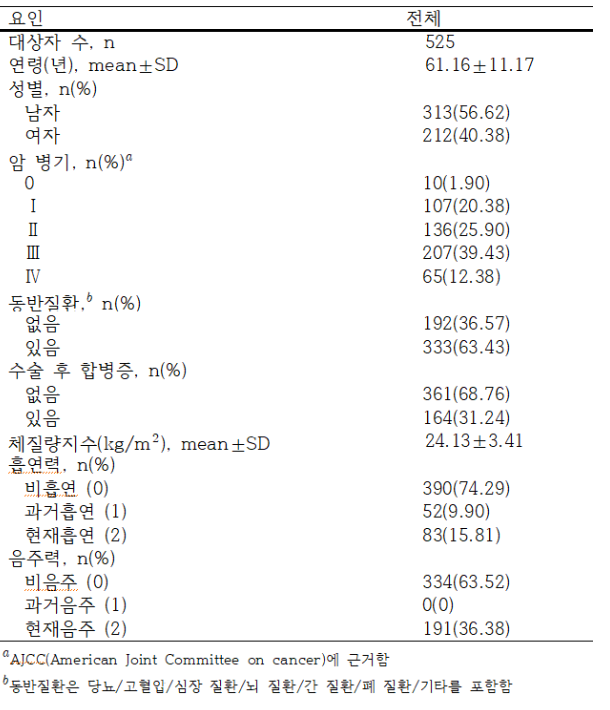 요인 전체
대상자 수, n 525
연령(년), mean±SD 61.16±11.17
성별, n(%)
남자 313(56.62)
여자 212(40.38)
암 병기, n(%)a
0 10(1.90)
Ⅰ 107(20.38)
Ⅱ 136(25.90)
Ⅲ 207(39.43)
Ⅳ 65(12.38)
동반질환,b n(%)
없음 192(36.57)
있음 333(63.43)
수술 후 합병증, n(%)
없음 361(68.76)
있음 164(31.24)
체질량지수(kg/m2), mean±SD 24.13±3.41
흡연력, n(%)
비흡연 (0) 390(74.29)
과거흡연 (1) 52(9.90)
현재흡연 (2) 83(15.81)
음주력, n(%)
비음주 (0) 334(63.52)
과거음주 (1) 0(0)
현재음주 (2) 191(36.38)
aAJCC(American Joint Committee on cancer)에 근거함
b동반질환은 당뇨/고혈압/심장 질환/뇌 질환/간 질환/폐 질환/기타를 포함함